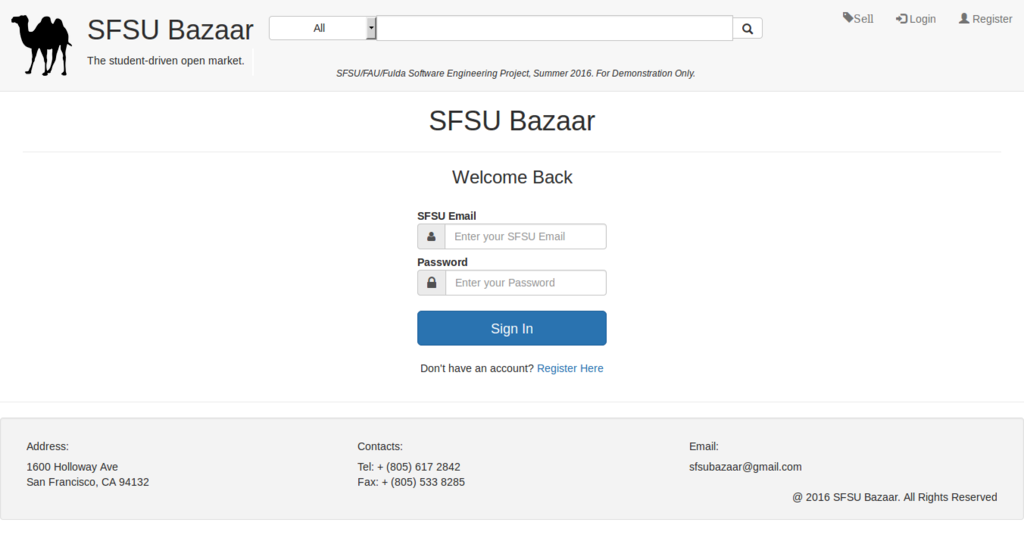 SFSU Bazaar
The student-driven open market.
All
Sell
Login
Register
SFSU/FAU/Fulda Software Engineering Project, Summer 2016. For Demonstration Only.
SFSU Bazaar
Welcome Back
SFSU Email
Enter your SFSU Email
Password
Enter your Password
Sign In
Don't have an account? Register Here
Address:
1600 Holloway Ave
San Francisco, CA 94132
Contacts:
Tel: + (805) 617 2842
Fax: + (805) 533 8285
Email:
sfsubazaar@gmail.com
@ 2016 SFSU Bazaar. All Rights Reserved